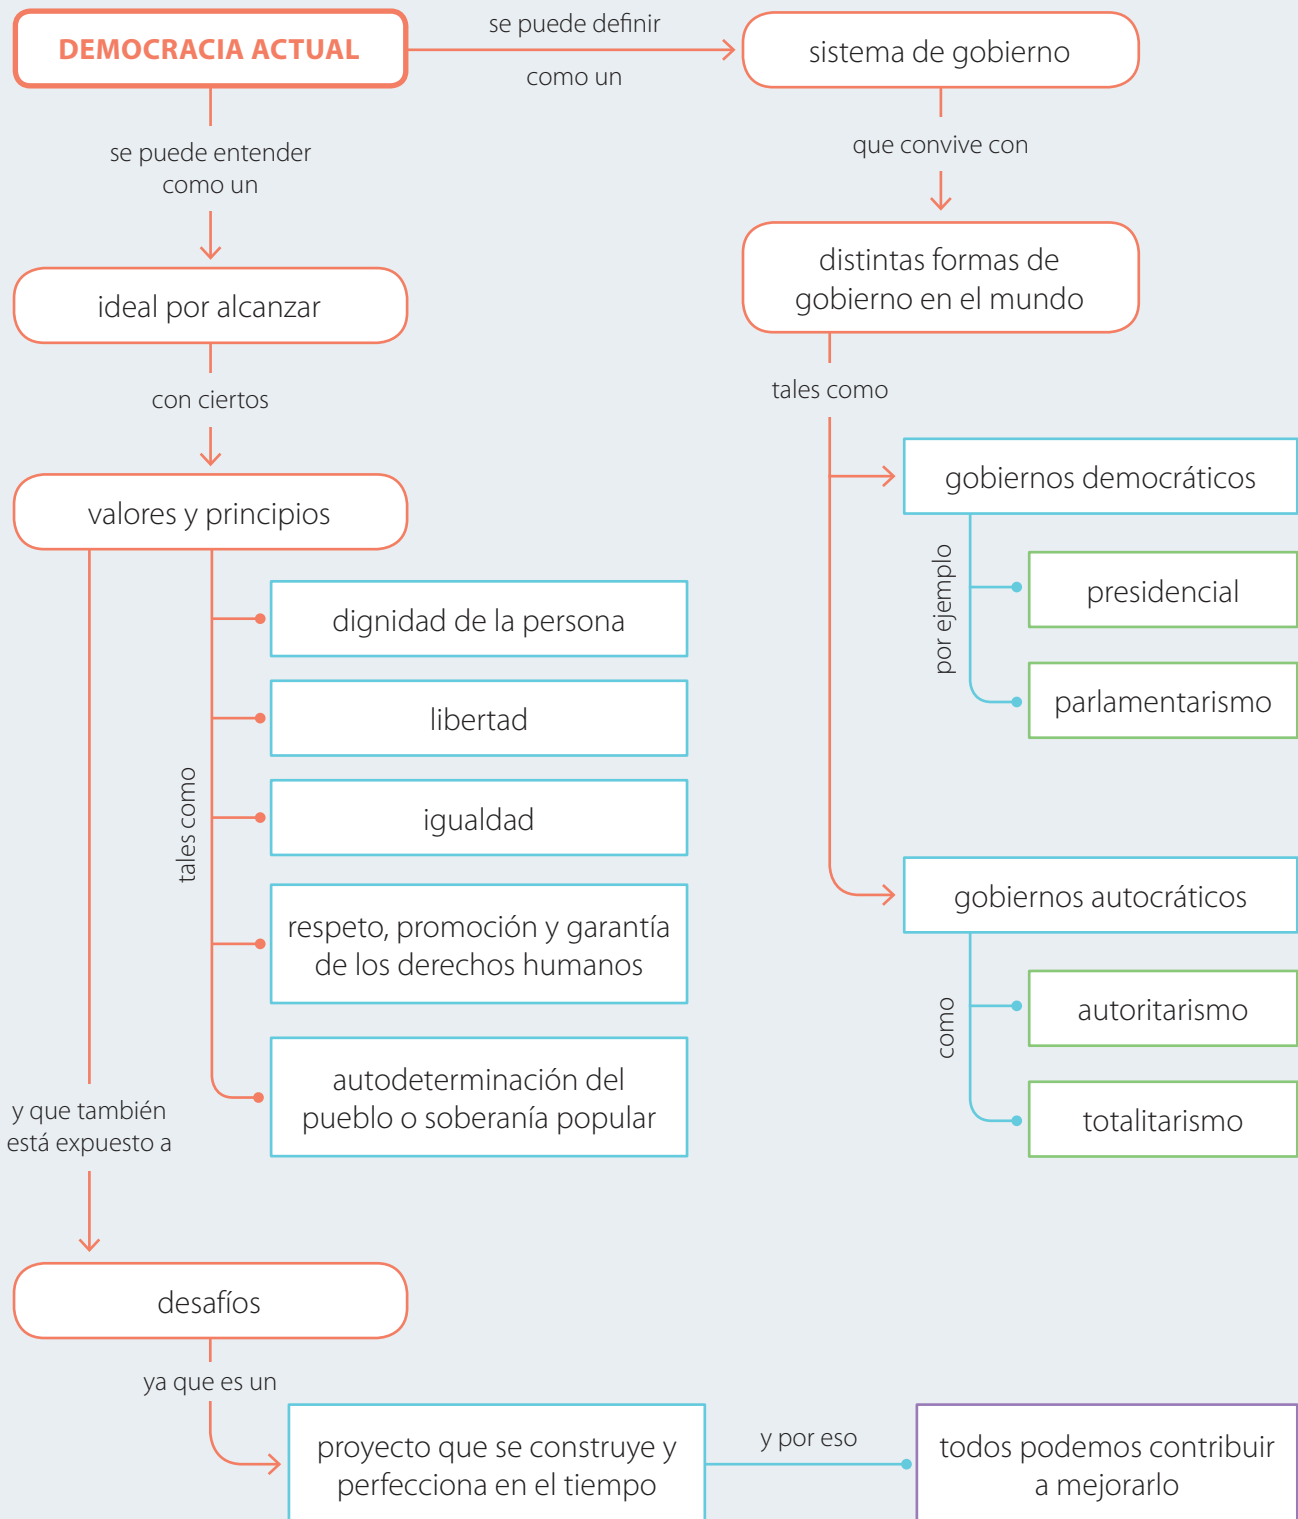 DEMOCRACIA ACTUAL
se puede definir
como un
sistema de gobierno
se puede entender
como un
que convive con
ideal por alcanzar
distintas formas de
gobierno en el mundo
con ciertos
tales como
valores y principios
gobiernos democráticos
por ejemplo
presidencial
parlamentarismo
tales como
dignidad de la persona
libertad
igualdad
respeto, promoción y garantía
de los derechos humanos
autodeterminación del
pueblo o soberanía popular
gobiernos autocráticos
como
autoritarismo
totalitarismo
y que también
está expuesto a
desafíos
ya que es un
proyecto que se construye y
perfecciona en el tiempo
y por eso
todos podemos contribuir
a mejorarlo